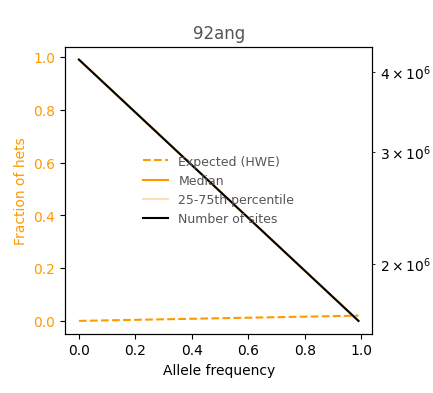 92ang
Fraction of hets
1.0
0.8
0.6
0.4
0.2
0.0
Expected (HWE)
Median
25-75th percentile
Number of sites
4 × 10⁶
3 × 10⁶
2 × 10⁶
0.0 0.2 0.4 0.6 0.8 1.0
Allele frequency